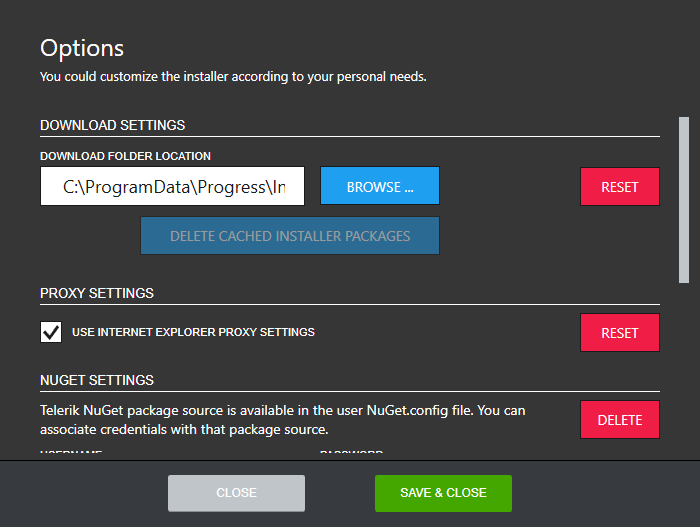 Options
You could customize the installer according to your personal needs.
DOWNLOAD SETTINGS
DOWNLOAD FOLDER LOCATION
C:\ProgramData\Progress\In
BROWSE ...
RESET
DELETE CACHED INSTALLER PACKAGES
PROXY SETTINGS
USE INTERNET EXPLORER PROXY SETTINGS
RESET
NUGET SETTINGS
Telerik NuGet package source is available in the user NuGet.config file. You can
associate credentials with that package source.
DELETE
USERNAME
PASSWORD
CLOSE
SAVE & CLOSE